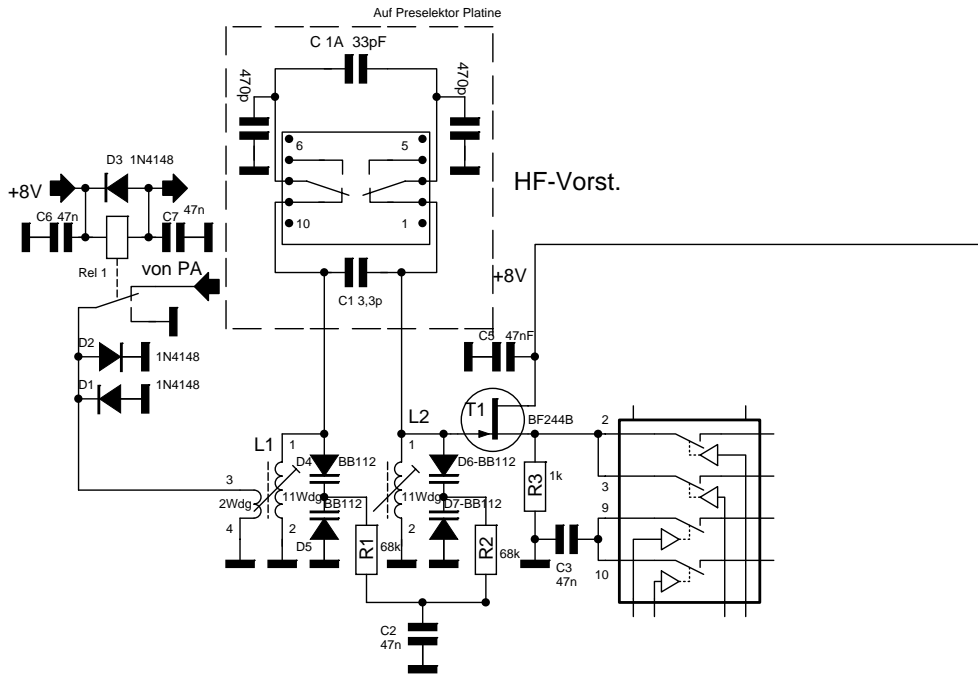 Auf Preselektor Platine
C 1A 33pF
470p
470p
6
5
10
1
HF-Vorst.
D3 1N4148
+8V
C6 47n
C7 47n
Rel 1
von PA
C1 3,3p
+8V
C5 47nF
D2
1N4148
D1
1N4148
T1
BF244B
L1
L2
1
D4
BB112
1
D6-BB112
3
2Wdg
11Wdg
BB112
11Wdg
D7-BB112
4
2
D5
R1
68k
2
R2
68k
R3
1k
C3
47n
2
3
9
10
C2
47n